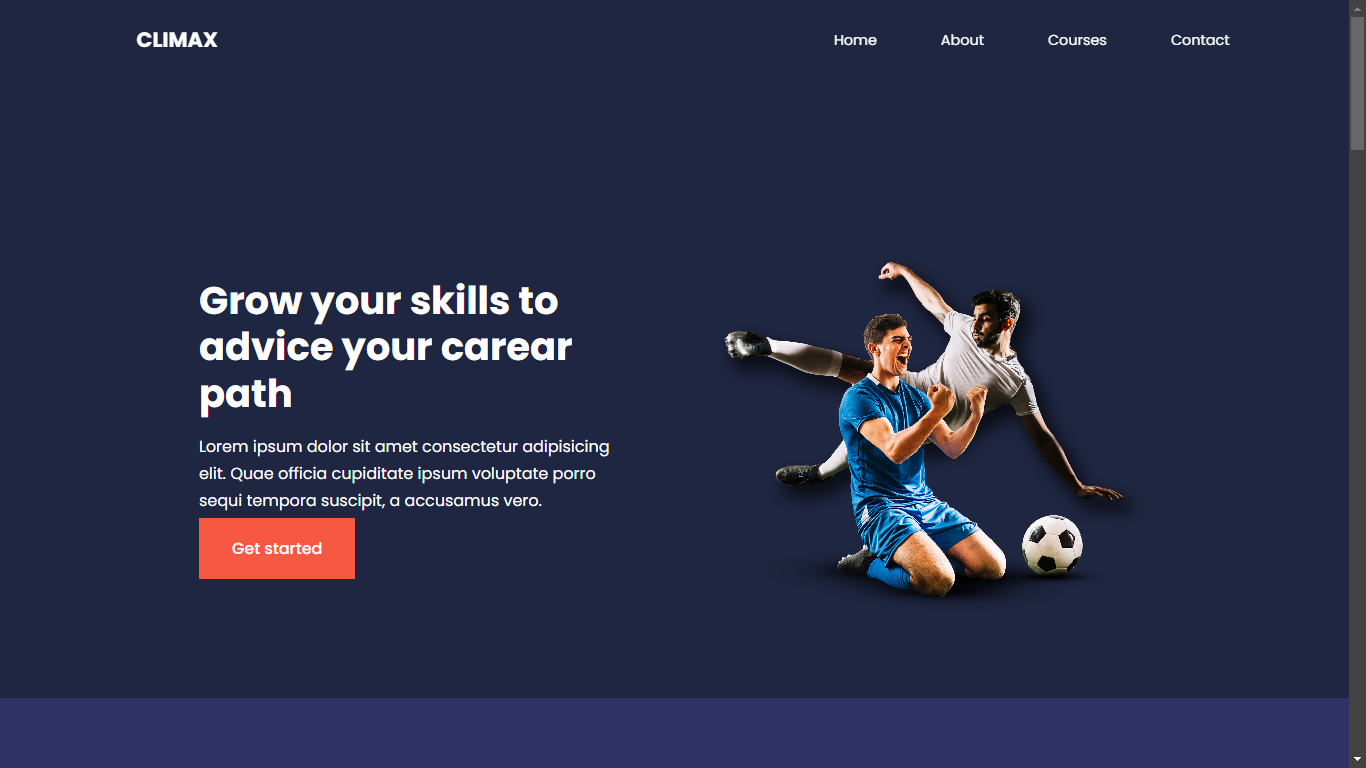 CLIMAX
Home About Courses Contact
Grow your skills to
advice your carear
path
Lorem ipsum dolor sit amet consectetur adipisicing
elit. Quae officia cupiditate ipsum voluptate porro
sequi tempora suscipit, a accusamus vero.
Get started